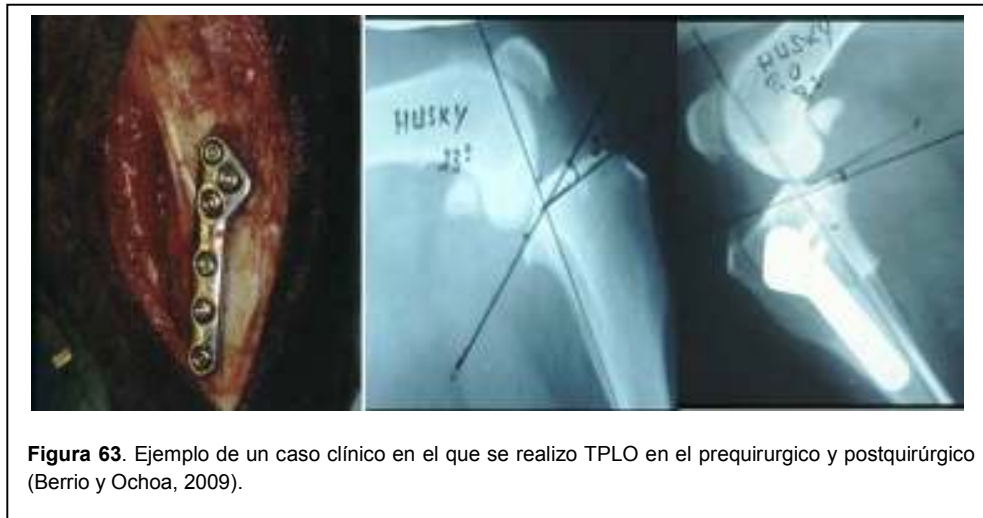 HUSKY
23º
HUSKY
Figura 63. Ejemplo de un caso clínico en el que se realizo TPLO en el prequirurgico y postquirúrgico
(Berrio y Ochoa, 2009).